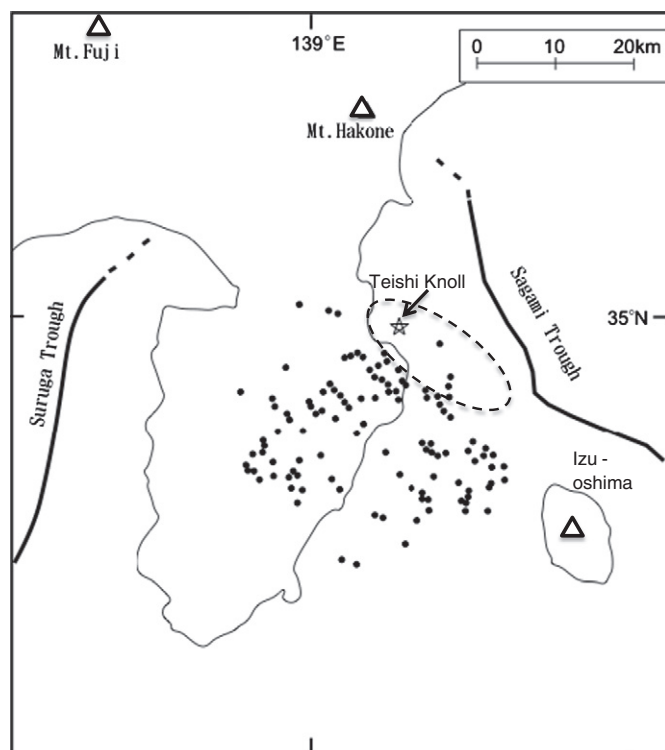 139°E
0 10 20km
Mt.Fuji
Mt.Hakone
Teishi Knoll
Suruga Trough
Sagami Trough
35°N
Izu -
oshima